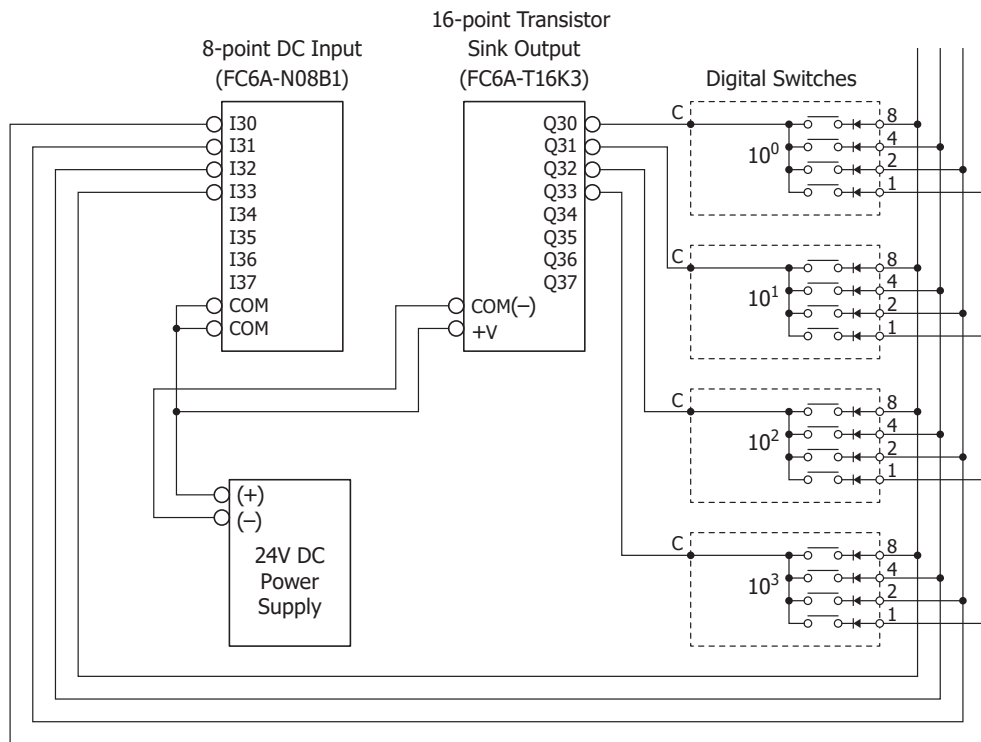 16-point Transistor
Sink Output
(FC6A-T16K3)
8-point DC Input
(FC6A-N08B1)
Digital Switches
I30
I31
I32
I33
I34
I35
I36
I37
COM
COM
Q30
Q31
Q32
Q33
Q34
Q35
Q36
Q37
COM(−)
+V
C
10⁰
8
4
2
1
C
10¹
8
4
2
1
C
10²
8
4
2
1
C
10³
8
4
2
1
(+)
(−)
24V DC
Power
Supply